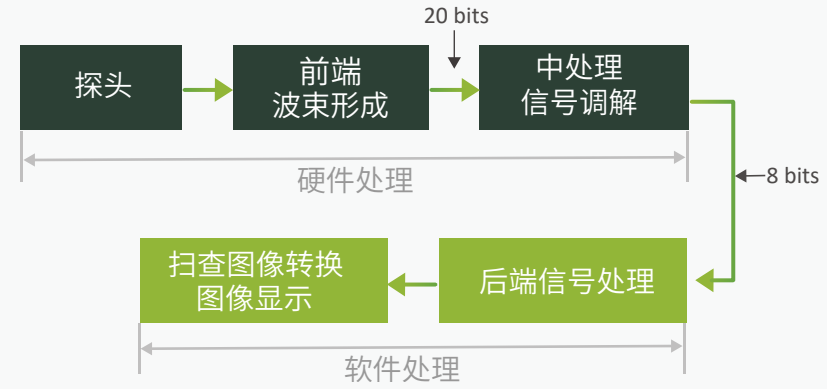 20 bits
探头
前端
波束形成
中处理
信号调解
硬件处理
8 bits
扫查图像转换
图像显示
后端信号处理
软件处理